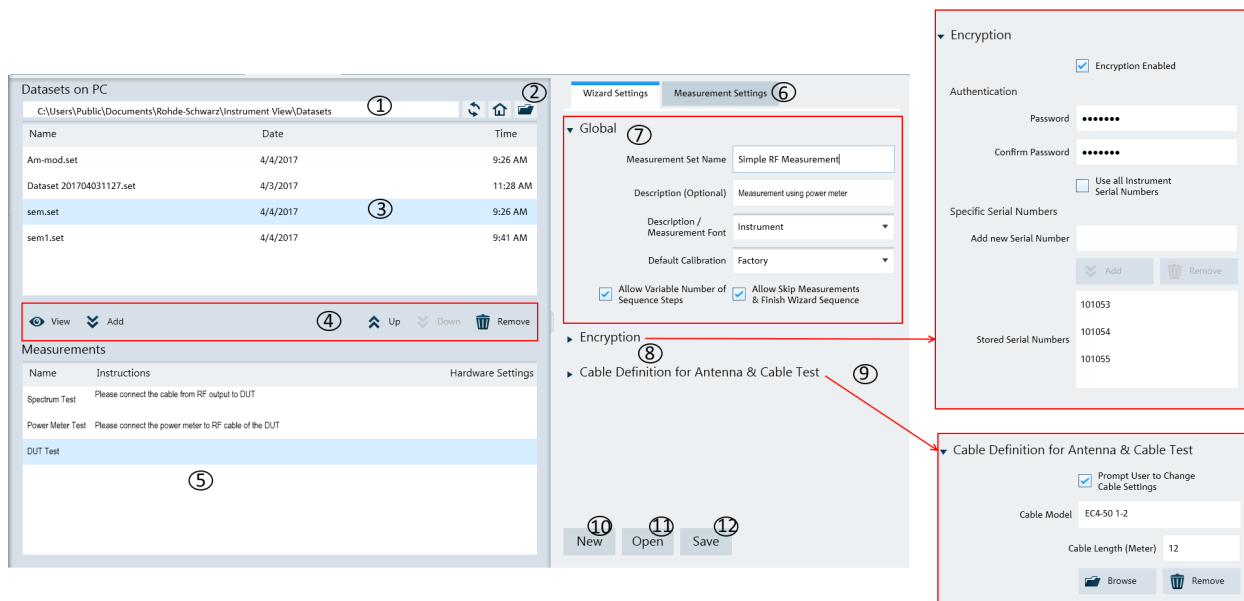 Datasets on PC
②
C:\Users\Public\Documents\Rohde-Schwarz\Instrument View\Datasets
①
Name Date Time
Am-mod.set 4/4/2017 9:26 AM
Dataset 201704031127.set 4/3/2017 11:28 AM
sem.set 4/4/2017 ③ 9:26 AM
sem1.set 4/4/2017 9:41 AM
View Add ④ Up Down Remove
Measurements
Name Instructions Hardware Settings
Spectrum Test Please connect the cable from RF output to DUT
Power Meter Test Please connect the power meter to RF cable of the DUT
DUT Test
⑤
Wizard Settings Measurement Settings ⑥
Global ⑦
Measurement Set Name Simple RF Measurement
Description (Optional) Measurement using power meter
Description /
Measurement Font Instrument
Default Calibration Factory
Allow Variable Number of
Sequence Steps
Allow Skip Measurements
& Finish Wizard Sequence
Encryption
⑧
Cable Definition for Antenna & Cable Test ⑨
⑩ ⑪ ⑫
New Open Save
Encryption
Encryption Enabled
Authentication
Password •••••••
Confirm Password •••••••
Use all Instrument
Serial Numbers
Specific Serial Numbers
Add new Serial Number
Add Remove
101053
101054
Stored Serial Numbers
101055
Cable Definition for Antenna & Cable Test
Prompt User to Change
Cable Settings
Cable Model EC4-50 1-2
Cable Length (Meter) 12
Browse Remove